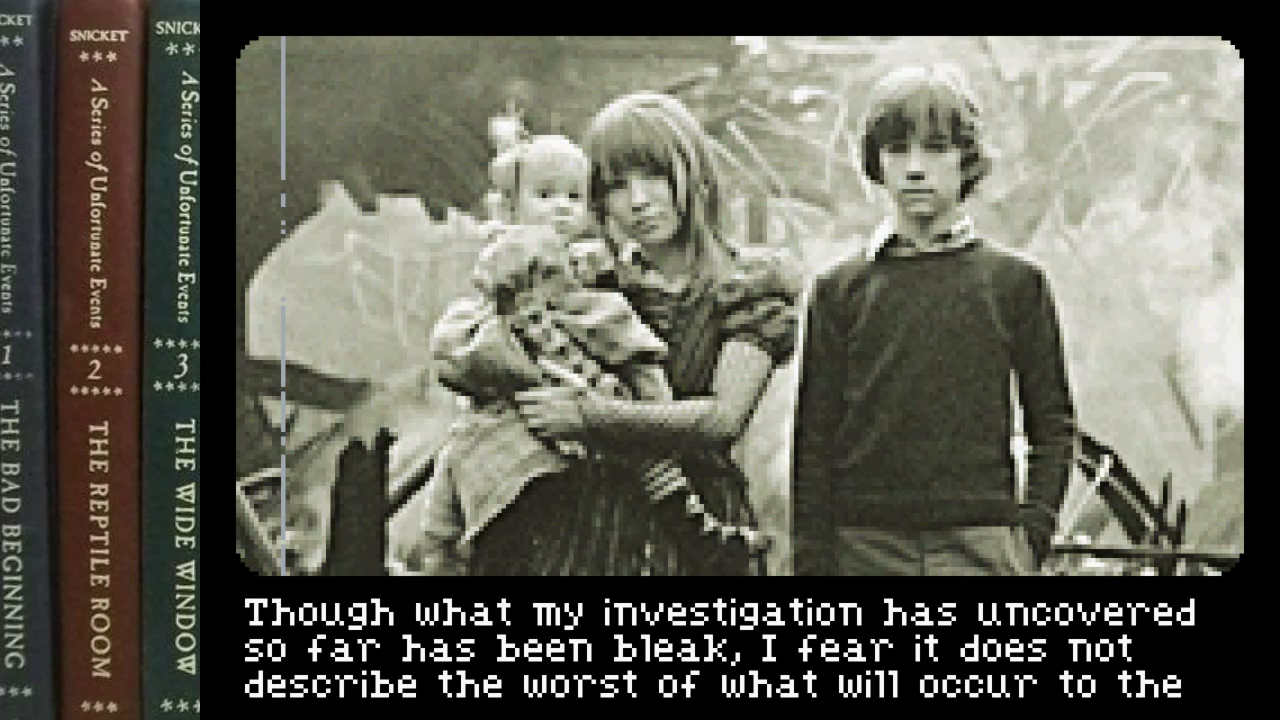 SNICKET
A Series of Unfortunate Events
1
THE BAD BEGINNING
SNICKET
A Series of Unfortunate Events
2
THE REPTILE ROOM
A Series of Unfortunate Events
3
THE WIDE WINDOW
Though what my investigation has uncovered
so far has been bleak, I fear it does not
describe the worst of what will occur to the